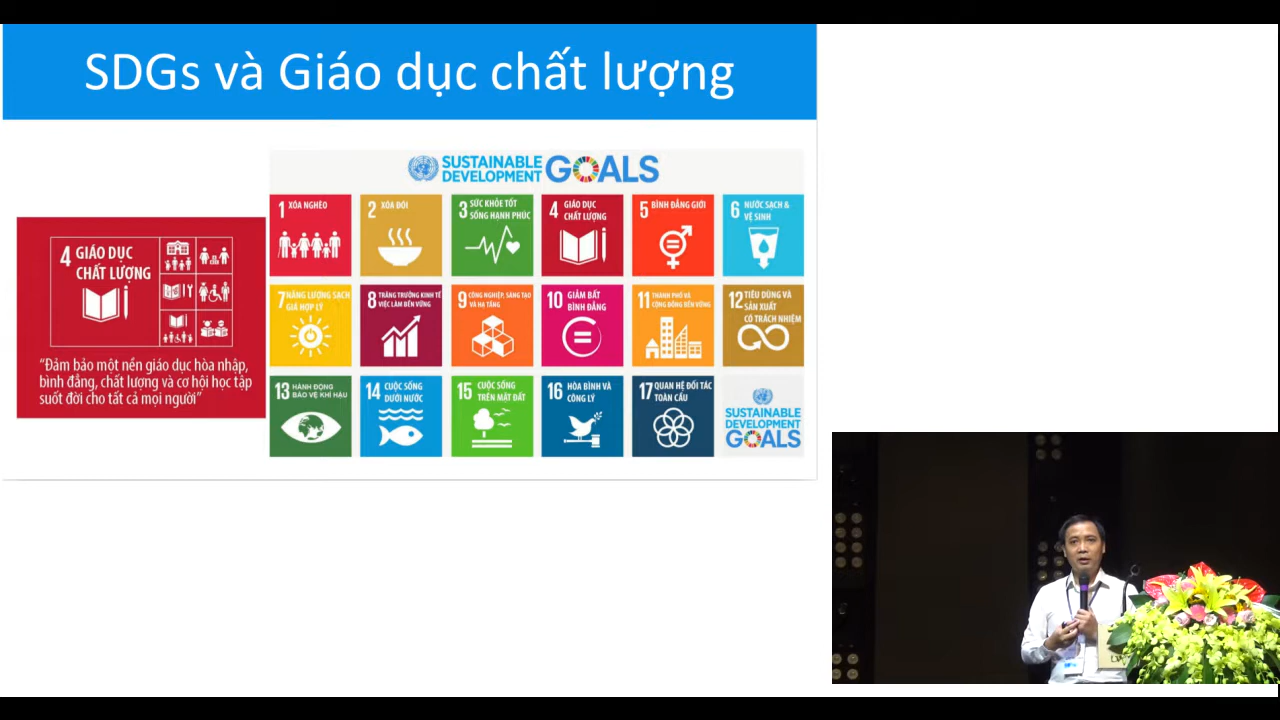 SDGs và Giáo dục chất lượng
SUSTAINABLE
DEVELOPMENT
GOALS
4 GIÁO DỤC
CHẤT LƯỢNG
“Đảm bảo một nền giáo dục hòa nhập,
bình đẳng, chất lượng và cơ hội học tập
suốt đời cho tất cả mọi người”
1 XÓA NGHÈO
2 XÓA ĐÓI
3 SỨC KHỎE TỐT
SỐNG HẠNH PHÚC
4 GIÁO DỤC
CHẤT LƯỢNG
5 BÌNH ĐẲNG GIỚI
6 NƯỚC SẠCH &
VỆ SINH
7 NĂNG LƯỢNG SẠCH
GIÁ HỢP LÝ
8 TRĂNG TRƯỞNG KINH TẾ
VIỆC LÀM BỀN VỮNG
9 CÔNG NGHIỆP, SÁNG TẠO
VÀ HẠ TẦNG
10 GIẢM BẤT
BÌNH ĐẲNG
11 THÀNH PHỐ VÀ
CỘNG ĐỒNG BỀN VỮNG
12 TIÊU DÙNG VÀ
SẢN XUẤT
CÓ TRÁCH NHIỆM
13 HÀNH ĐỘNG
BẢO VỆ KHÍ HẬU
14 CUỘC SỐNG
DƯỚI NƯỚC
15 CUỘC SỐNG
TRÊN MẶT ĐẤT
16 HÒA BÌNH VÀ
CÔNG LÝ
17 QUAN HỆ ĐỐI TÁC
TOÀN CẦU
SUSTAINABLE
DEVELOPMENT
GOALS